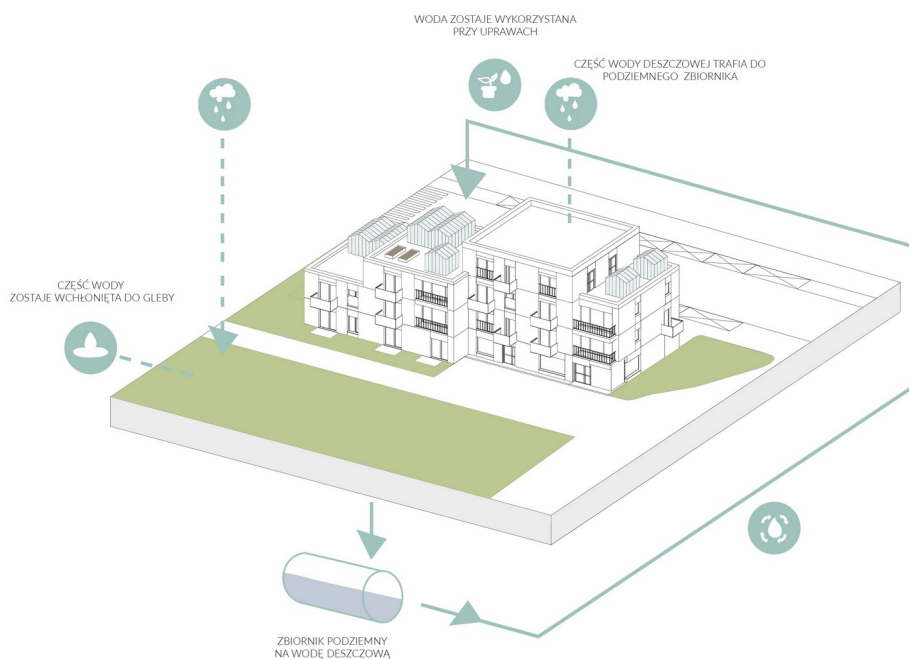 WODA ZOSTAJE WYKORZYSTANA
PRZY UPRAWACH
CZĘŚĆ WODY DESZCZOWEJ TRAFIA DO
PODZIEMNEGO ZBIORNIKA
CZĘŚĆ WODY
ZOSTAJE WCHŁONIĘTA DO GLEBY
ZBIORNIK PODZIEMNY
NA WODĘ DESZCZOWĄ